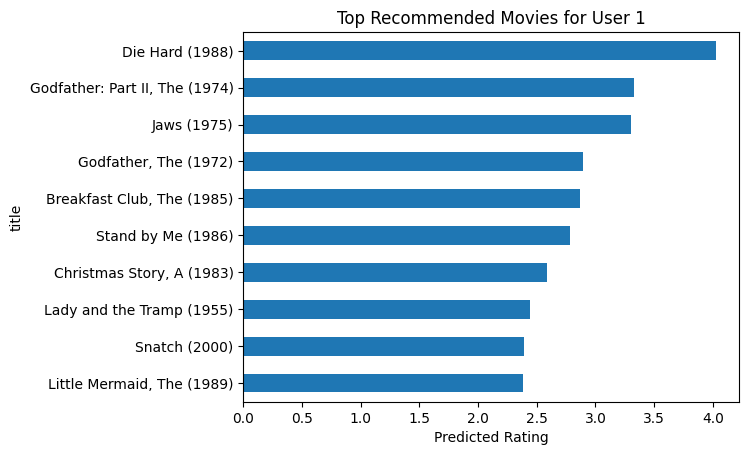 Top Recommended Movies for User 1
title
Die Hard (1988)
Godfather: Part II, The (1974)
Jaws (1975)
Godfather, The (1972)
Breakfast Club, The (1985)
Stand by Me (1986)
Christmas Story, A (1983)
Lady and the Tramp (1955)
Snatch (2000)
Little Mermaid, The (1989)
0.0 0.5 1.0 1.5 2.0 2.5 3.0 3.5 4.0
Predicted Rating